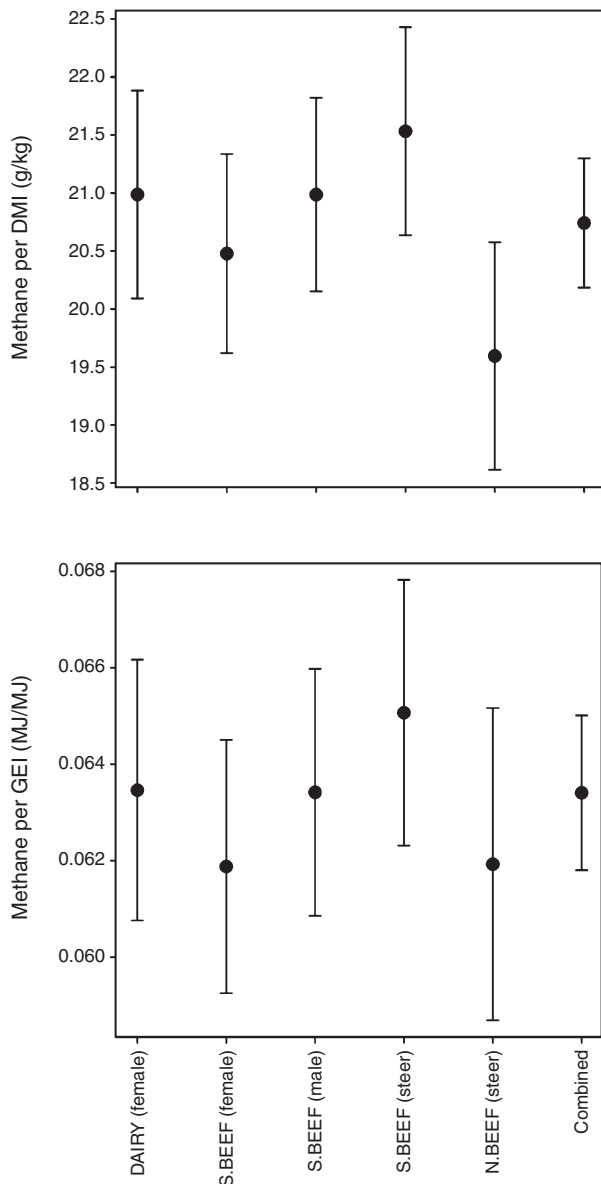 22.5
22.0
21.5
21.0
20.5
20.0
19.5
19.0
18.5
Methane per DMI (g/kg)
0.068
0.066
0.064
0.062
0.060
Methane per GEI (MJ/MJ)
DAIRY (female)
S.BEEF (female)
S.BEEF (male)
S.BEEF (steer)
N.BEEF (steer)
Combined